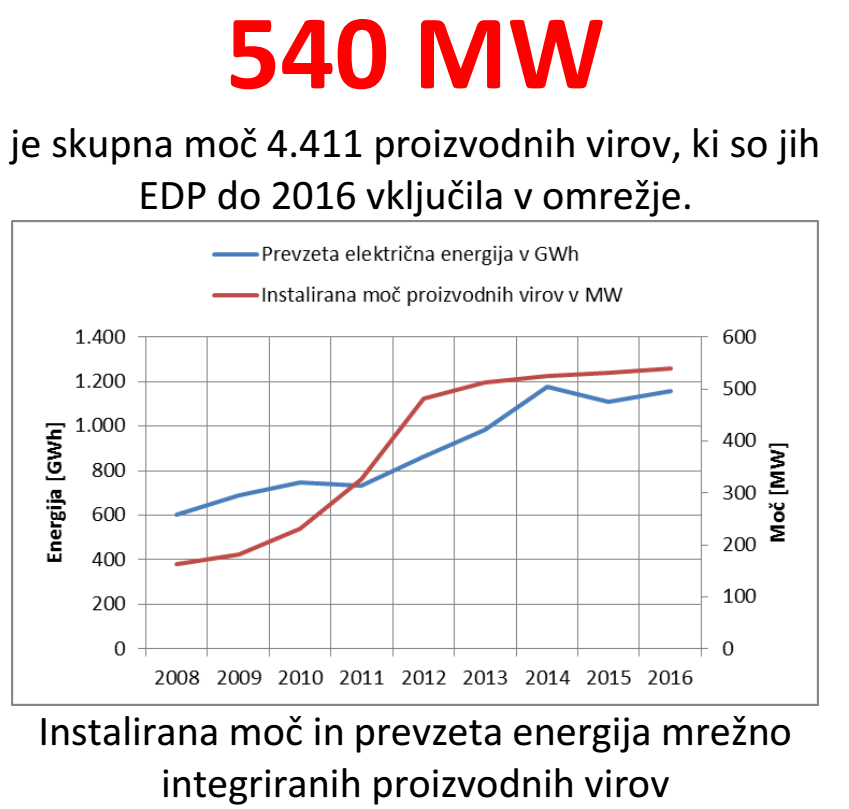 540 MW
je skupna moč 4.411 proizvodnih virov, ki so jih
EDP do 2016 vključila v omrežje.
Prevzeta električna energija v GWh
Instalirana moč proizvodnih virov v MW
Energija [GWh]
1.400
1.200
1.000
800
600
400
200
0
600
500
400
300
200
100
0
Moč [MW]
2008 2009 2010 2011 2012 2013 2014 2015 2016
Instalirana moč in prevzeta energija mrežno
integriranih proizvodnih virov